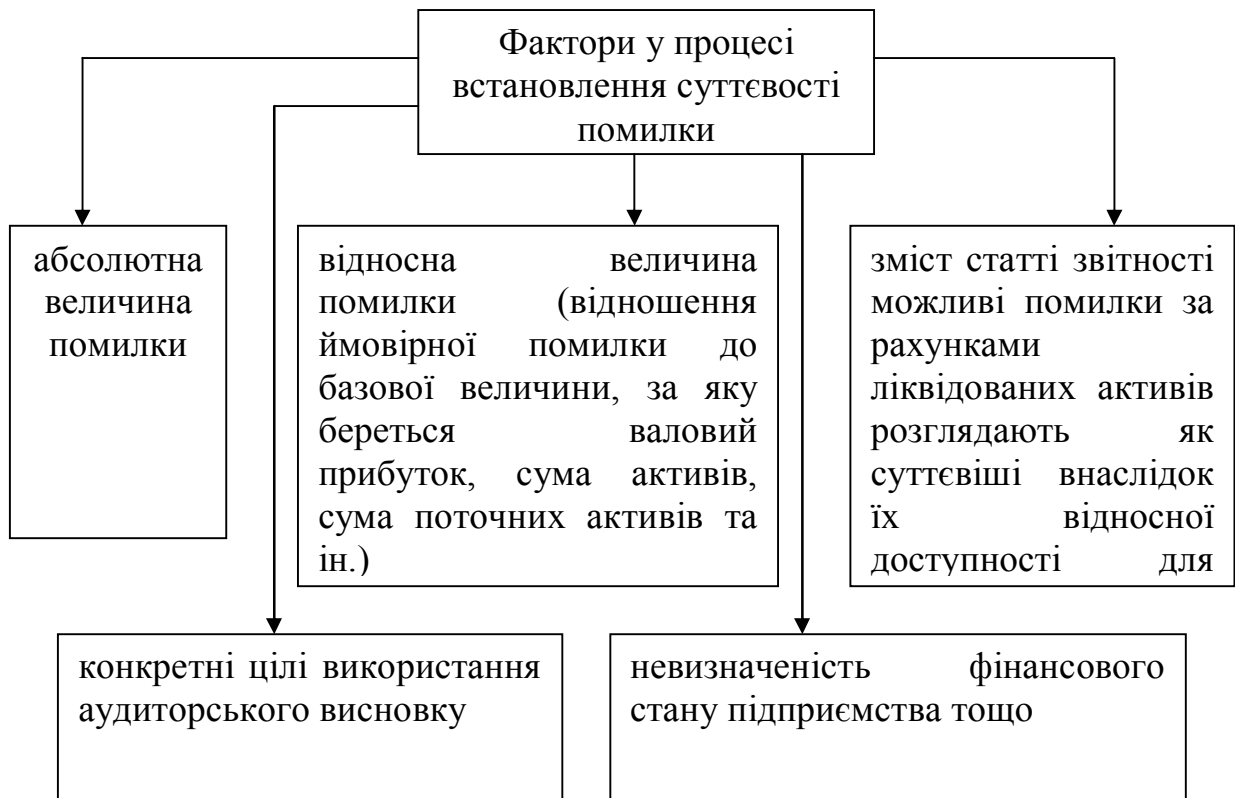 Фактори у процесі
встановлення суттєвості
помилки
абсолютна
величина
помилки
відносна величина
помилки (відношення
ймовірної помилки до
базової величини, за яку
береться валовий
прибуток, сума активів,
сума поточних активів та
ін.)
зміст статті звітності
можливі помилки за
рахунками
ліквідованих активів
розглядають як
суттєвіші внаслідок
їх відносної
доступності для
конкретні цілі використання
аудиторського висновку
невизначеність фінансового
стану підприємства тощо